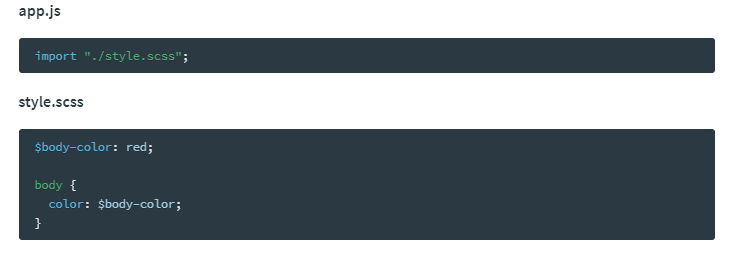 app.js
import "./style.scss";
style.scss
$body-color: red;
body {
  color: $body-color;
}